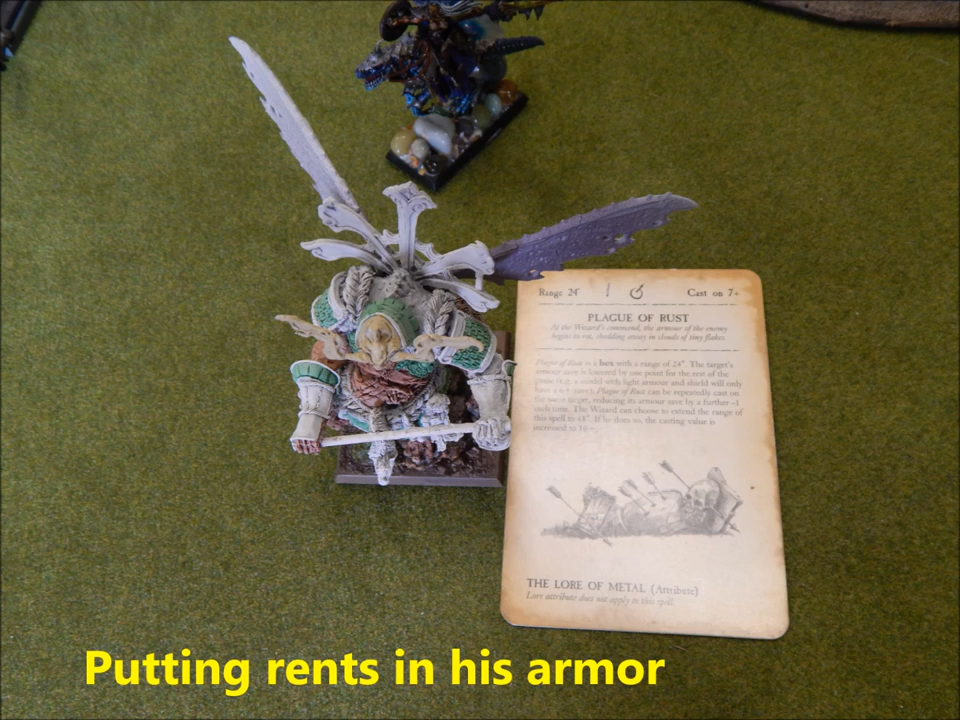 Range 24" Cast on 7+
PLAGUE OF RUST
At the Wizard's command, the armour of the enemy
begins to rot, shedding away in clouds of tiny flakes.
Plague of Rust is a hex with a range of 24". The target's
armour save is lowered by one point for the rest of the
game (e.g. a model with light armour and shield will only
have a save). Plague of Rust can be repeatedly cast on
the same target, reducing its armour save by a further -1
each time. The Wizard can choose to extend the range of
this spell to 48". If he does so, the casting value is
increased to 10+.
THE LORE OF METAL (Attribute)
Lore attribute does not apply to this spell.
Putting rents in his armor